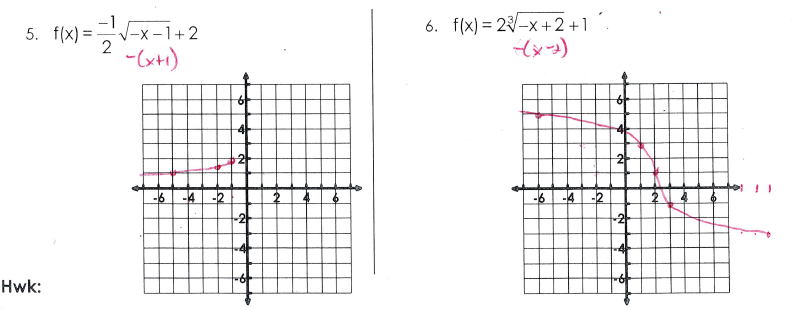 5. f(x) = -1/2 √-x-1 + 2
-(x+1)
6
4
2
-6 -4 -2 2 4 6
-2
-4
-6
6. f(x) = 2∛-x+2 + 1
-(x-2)
6
4
2
-6 -4 -2 2 4 6
-2
-4
-6
Hwk: